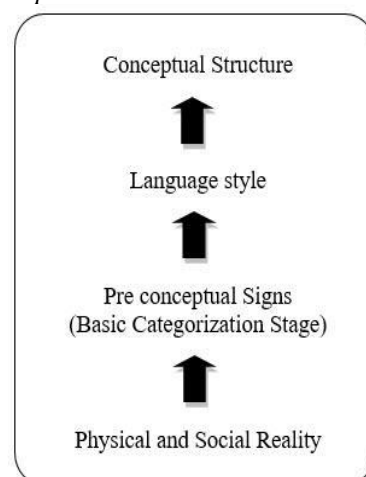 Conceptual Structure
Language style
Pre conceptual Signs
(Basic Categorization Stage)
Physical and Social Reality